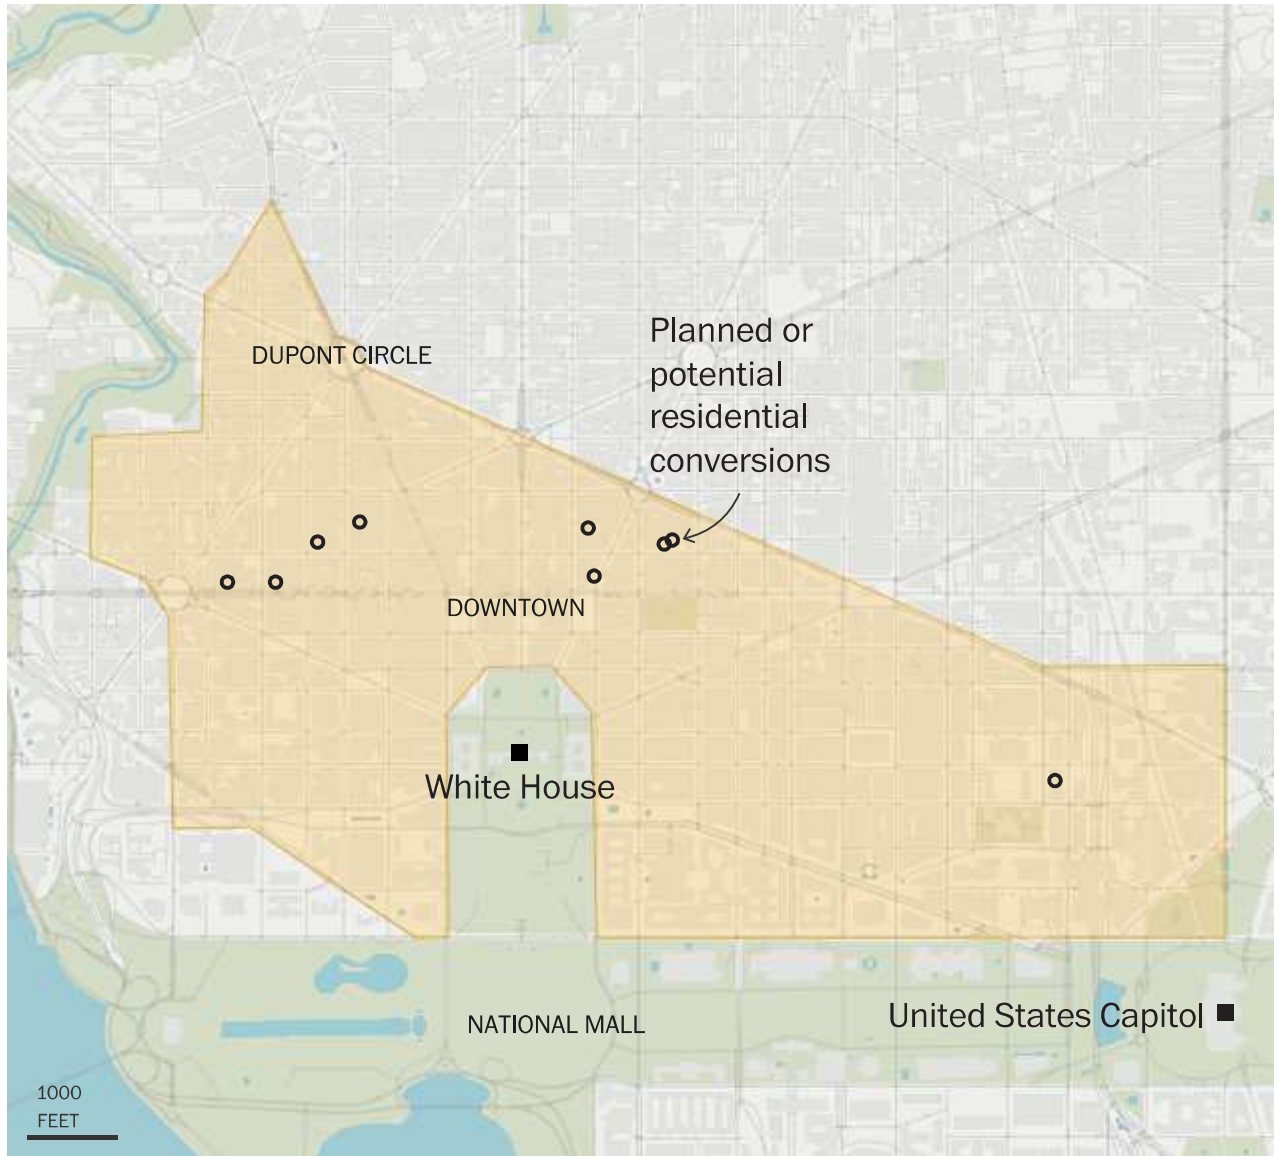 DUPONT CIRCLE
Planned or
potential
residential
conversions
DOWNTOWN
White House
NATIONAL MALL
United States Capitol
1000
FEET